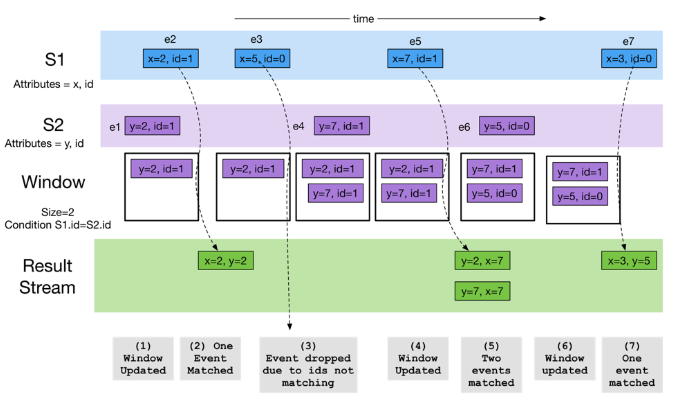 time
e2
e3
e5
e7
S1
x=2, id=1
x=5, id=0
x=7, id=1
x=3, id=0
Attributes = x, id
S2
e1
y=2, id=1
e4
y=7, id=1
e6
y=5, id=0
Attributes = y, id
Window
y=2, id=1
y=2, id=1
y=2, id=1
y=7, id=1
y=2, id=1
y=7, id=1
y=7, id=1
y=5, id=0
y=7, id=1
y=5, id=0
Size=2
Condition S1.id=S2.id
Result
Stream
x=2, y=2
y=2, x=7
y=7, x=7
x=3, y=5
(1)
Window
Updated
(2) One
Event
Matched
(3)
Event dropped
due to ids not
matching
(4)
Window
Updated
(5)
Two
events
matched
(6)
Window
updated
(7)
One
event
matched